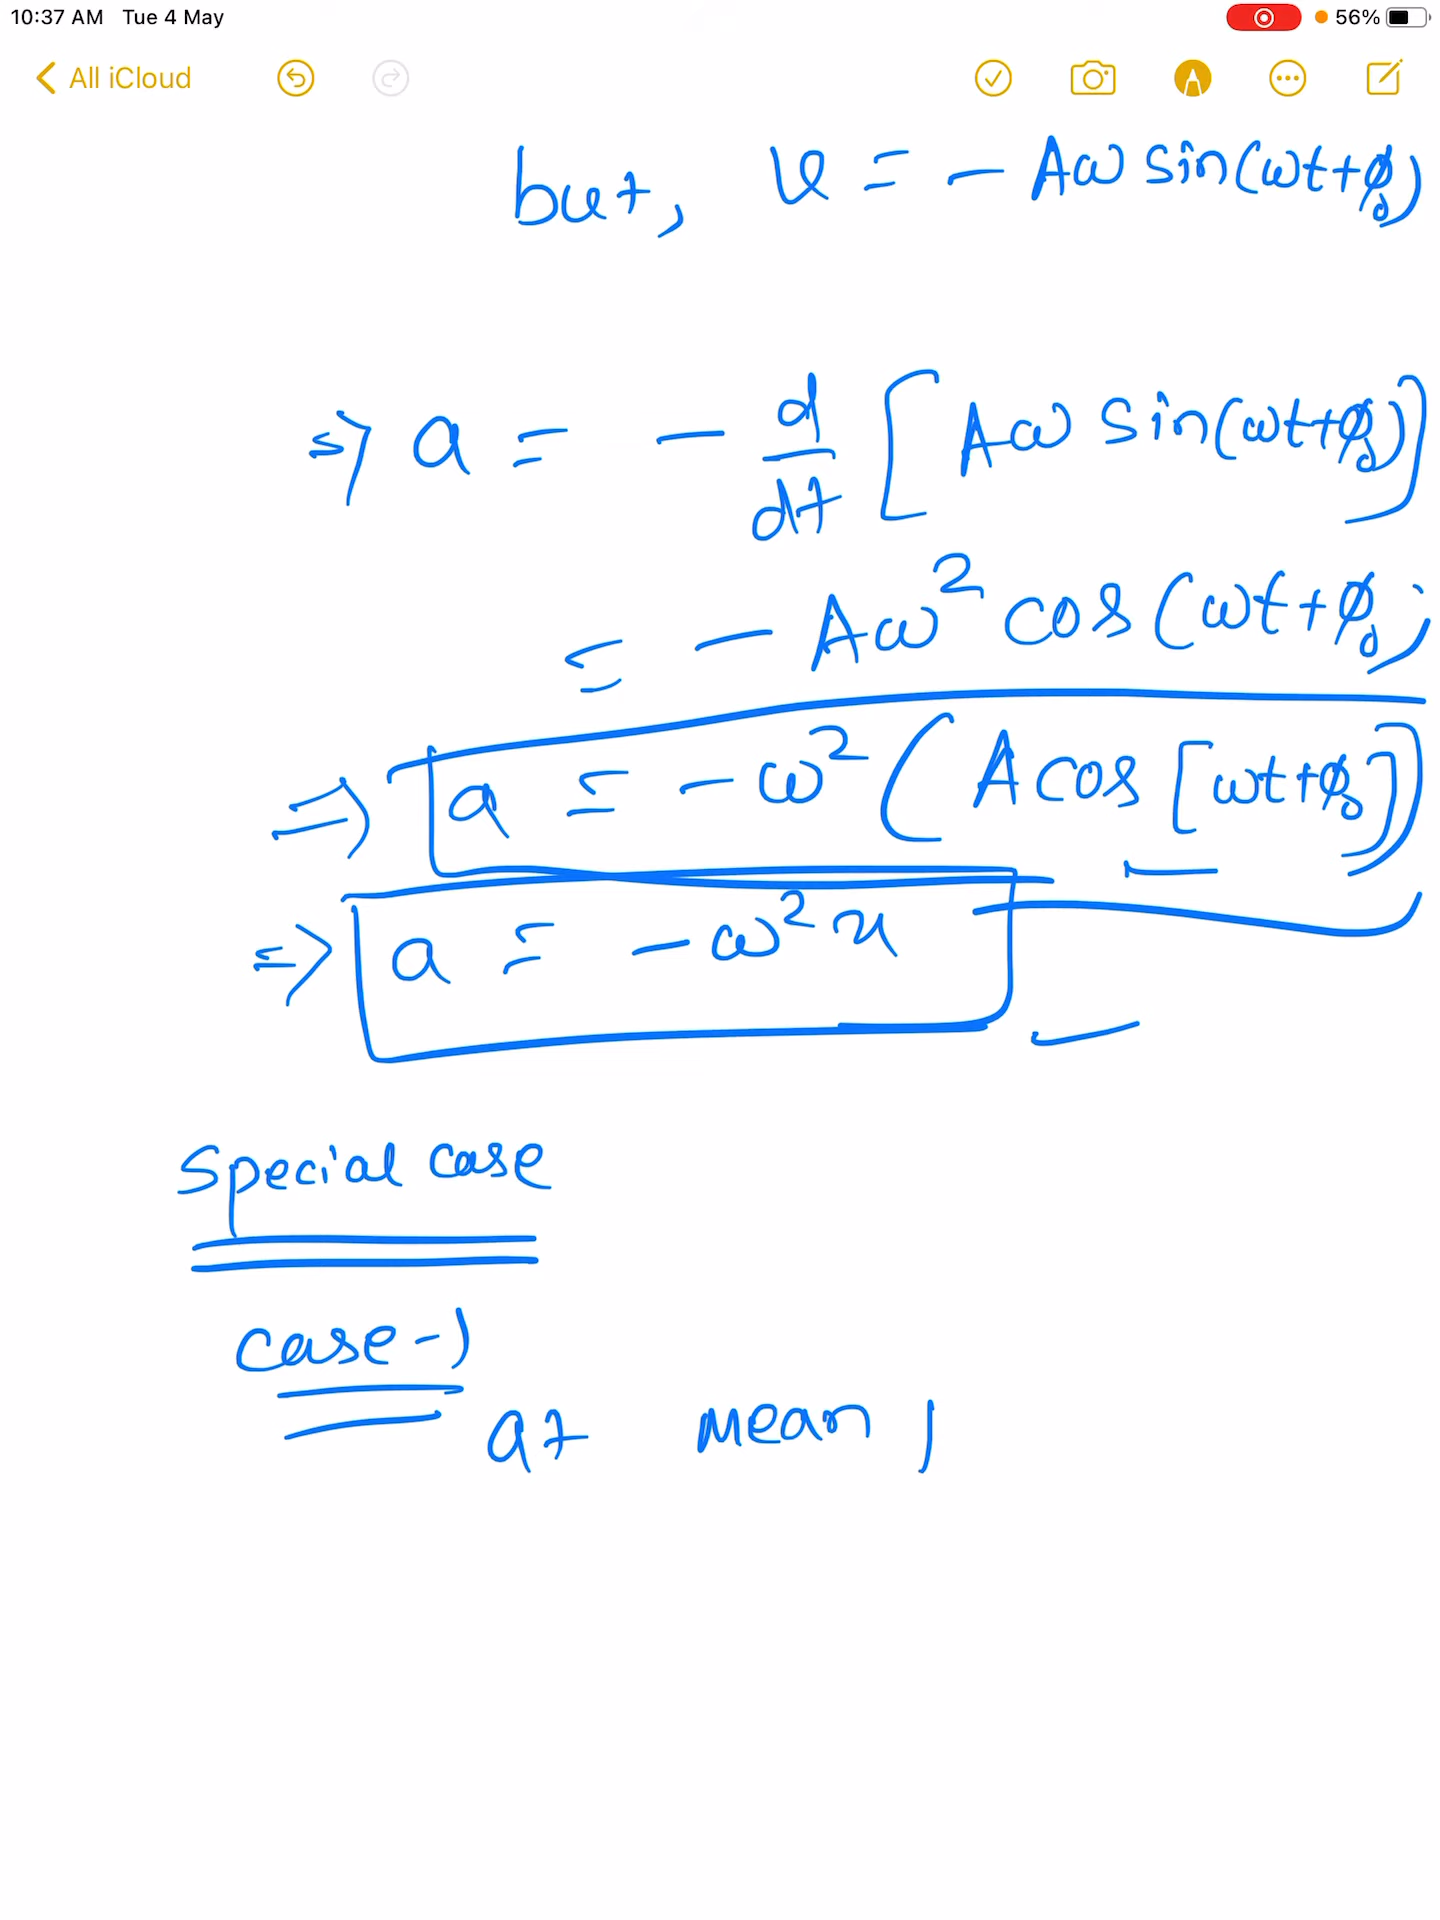 10:37 AM Tue 4 May 56%
All iCloud
but, v = - Aω sin(ωt+ϕ₀)
⇒ a = - d/dt [Aω sin(ωt+ϕ₀)]
= - Aω² cos(ωt+ϕ₀)
⇒ a = - ω² (A cos [ωt+ϕ₀])
⇒ a = - ω² x
Special case
case-1
at mean